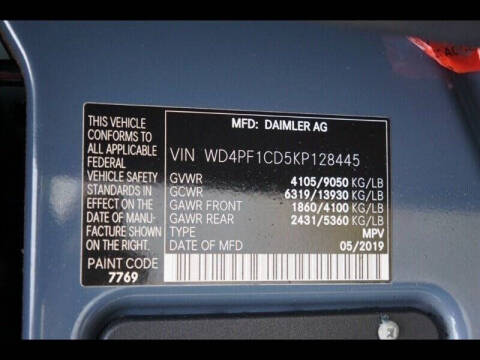 THIS VEHICLE
CONFORMS TO
ALL APPLICABLE
FEDERAL
VEHICLE SAFETY
STANDARDS IN
EFFECT ON THE
DATE OF MANU-
FACTURE SHOWN
ON THE RIGHT.
PAINT CODE
7769
MFD: DAIMLER AG
VIN WD4PF1CD5KP128445
GVWR 4105/9050 KG/LB
GCWR 6319/13930 KG/LB
GAWR FRONT 1860/4100 KG/LB
GAWR REAR 2431/5360 KG/LB
TYPE MPV
DATE OF MFD 05/2019